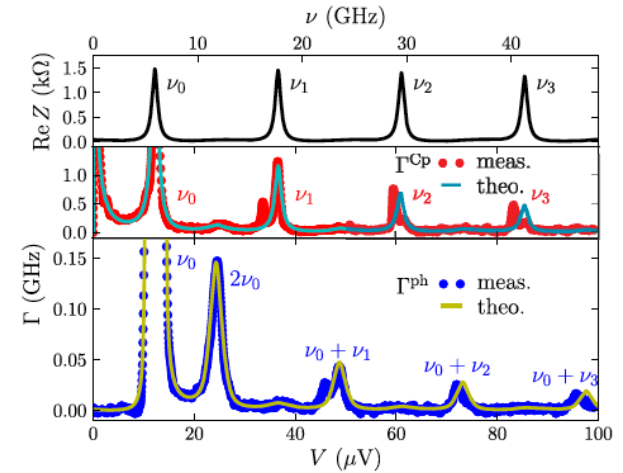 ν (GHz)
0 10 20 30 40
Re Z (kΩ)
1.5
1.0
0.5
0.0
ν₀ ν₁ ν₂ ν₃
1.0
0.5
0.0
ν₀ ν₁ ν₂ ν₃
Γ^Cp meas.
theo.
Γ (GHz)
0.15
0.10
0.05
0.00
ν₀
2ν₀
ν₀ + ν₁
ν₀ + ν₂
ν₀ + ν₃
Γ^ph meas.
theo.
0 20 40 60 80 100
V (μV)